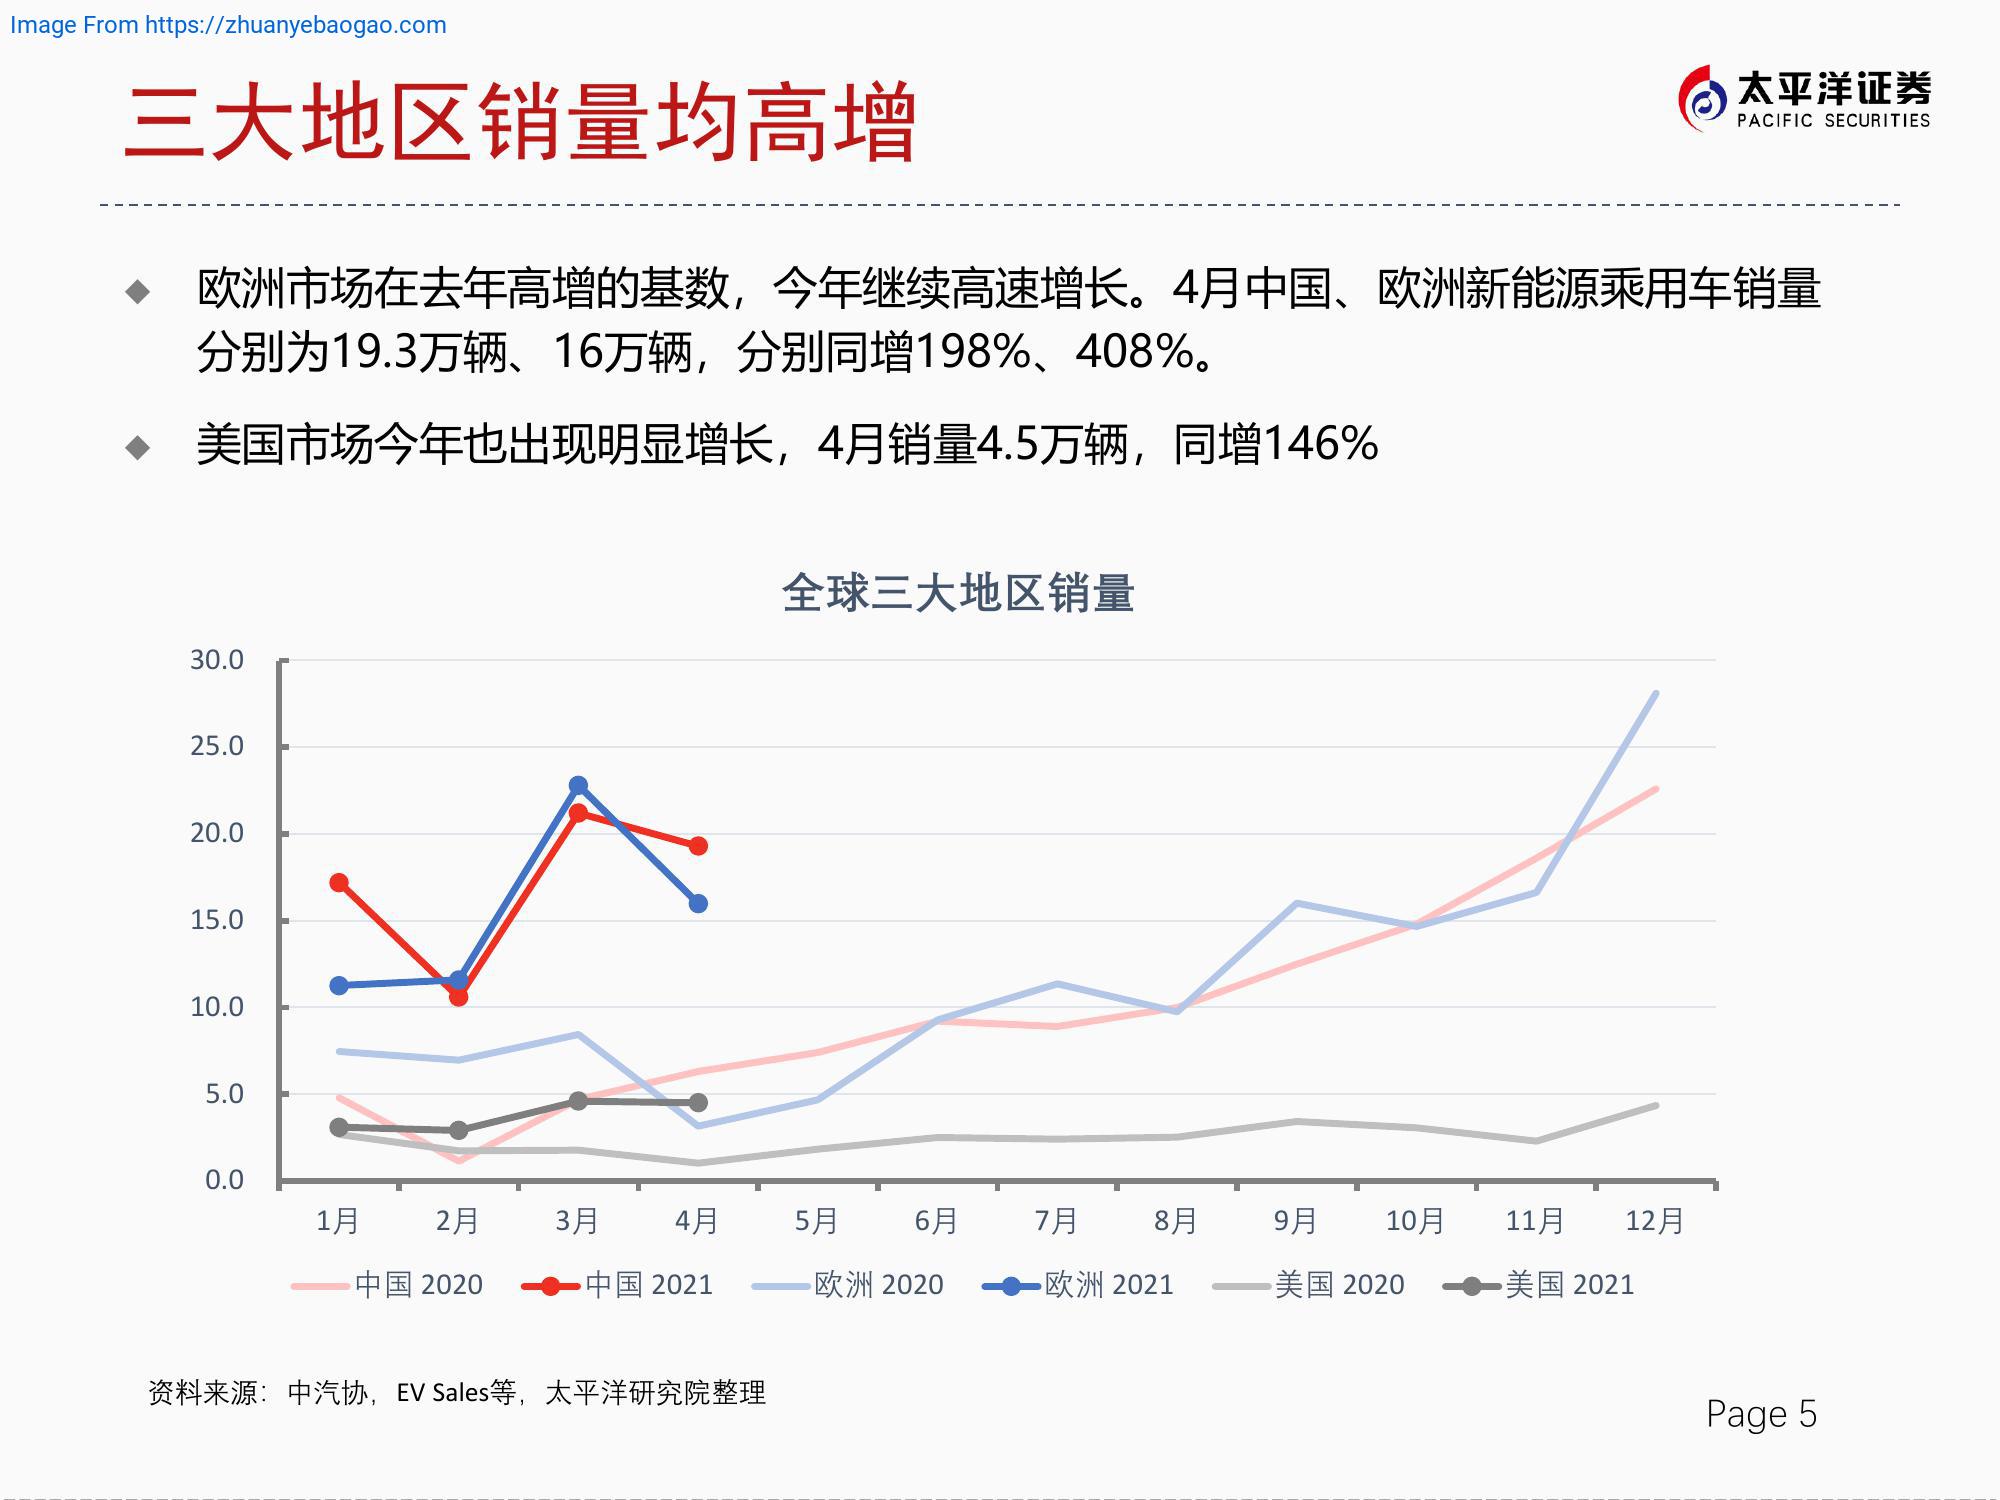 Image From https://zhuanyebaogao.com
三大地区销量均高增
太平洋证券
PACIFIC SECURITIES
欧洲市场在去年高增的基数，今年继续高速增长。4月中国、欧洲新能源乘用车销量
分别为19.3万辆、16万辆，分别同增198%、408%。
美国市场今年也出现明显增长，4月销量4.5万辆，同增146%
全球三大地区销量
30.0
25.0
20.0
15.0
10.0
5.0
0.0
1月 2月 3月 4月 5月 6月 7月 8月 9月 10月 11月 12月
中国 2020 中国 2021 欧洲 2020 欧洲 2021 美国 2020 美国 2021
资料来源：中汽协，EV Sales等，太平洋研究院整理
Page 5